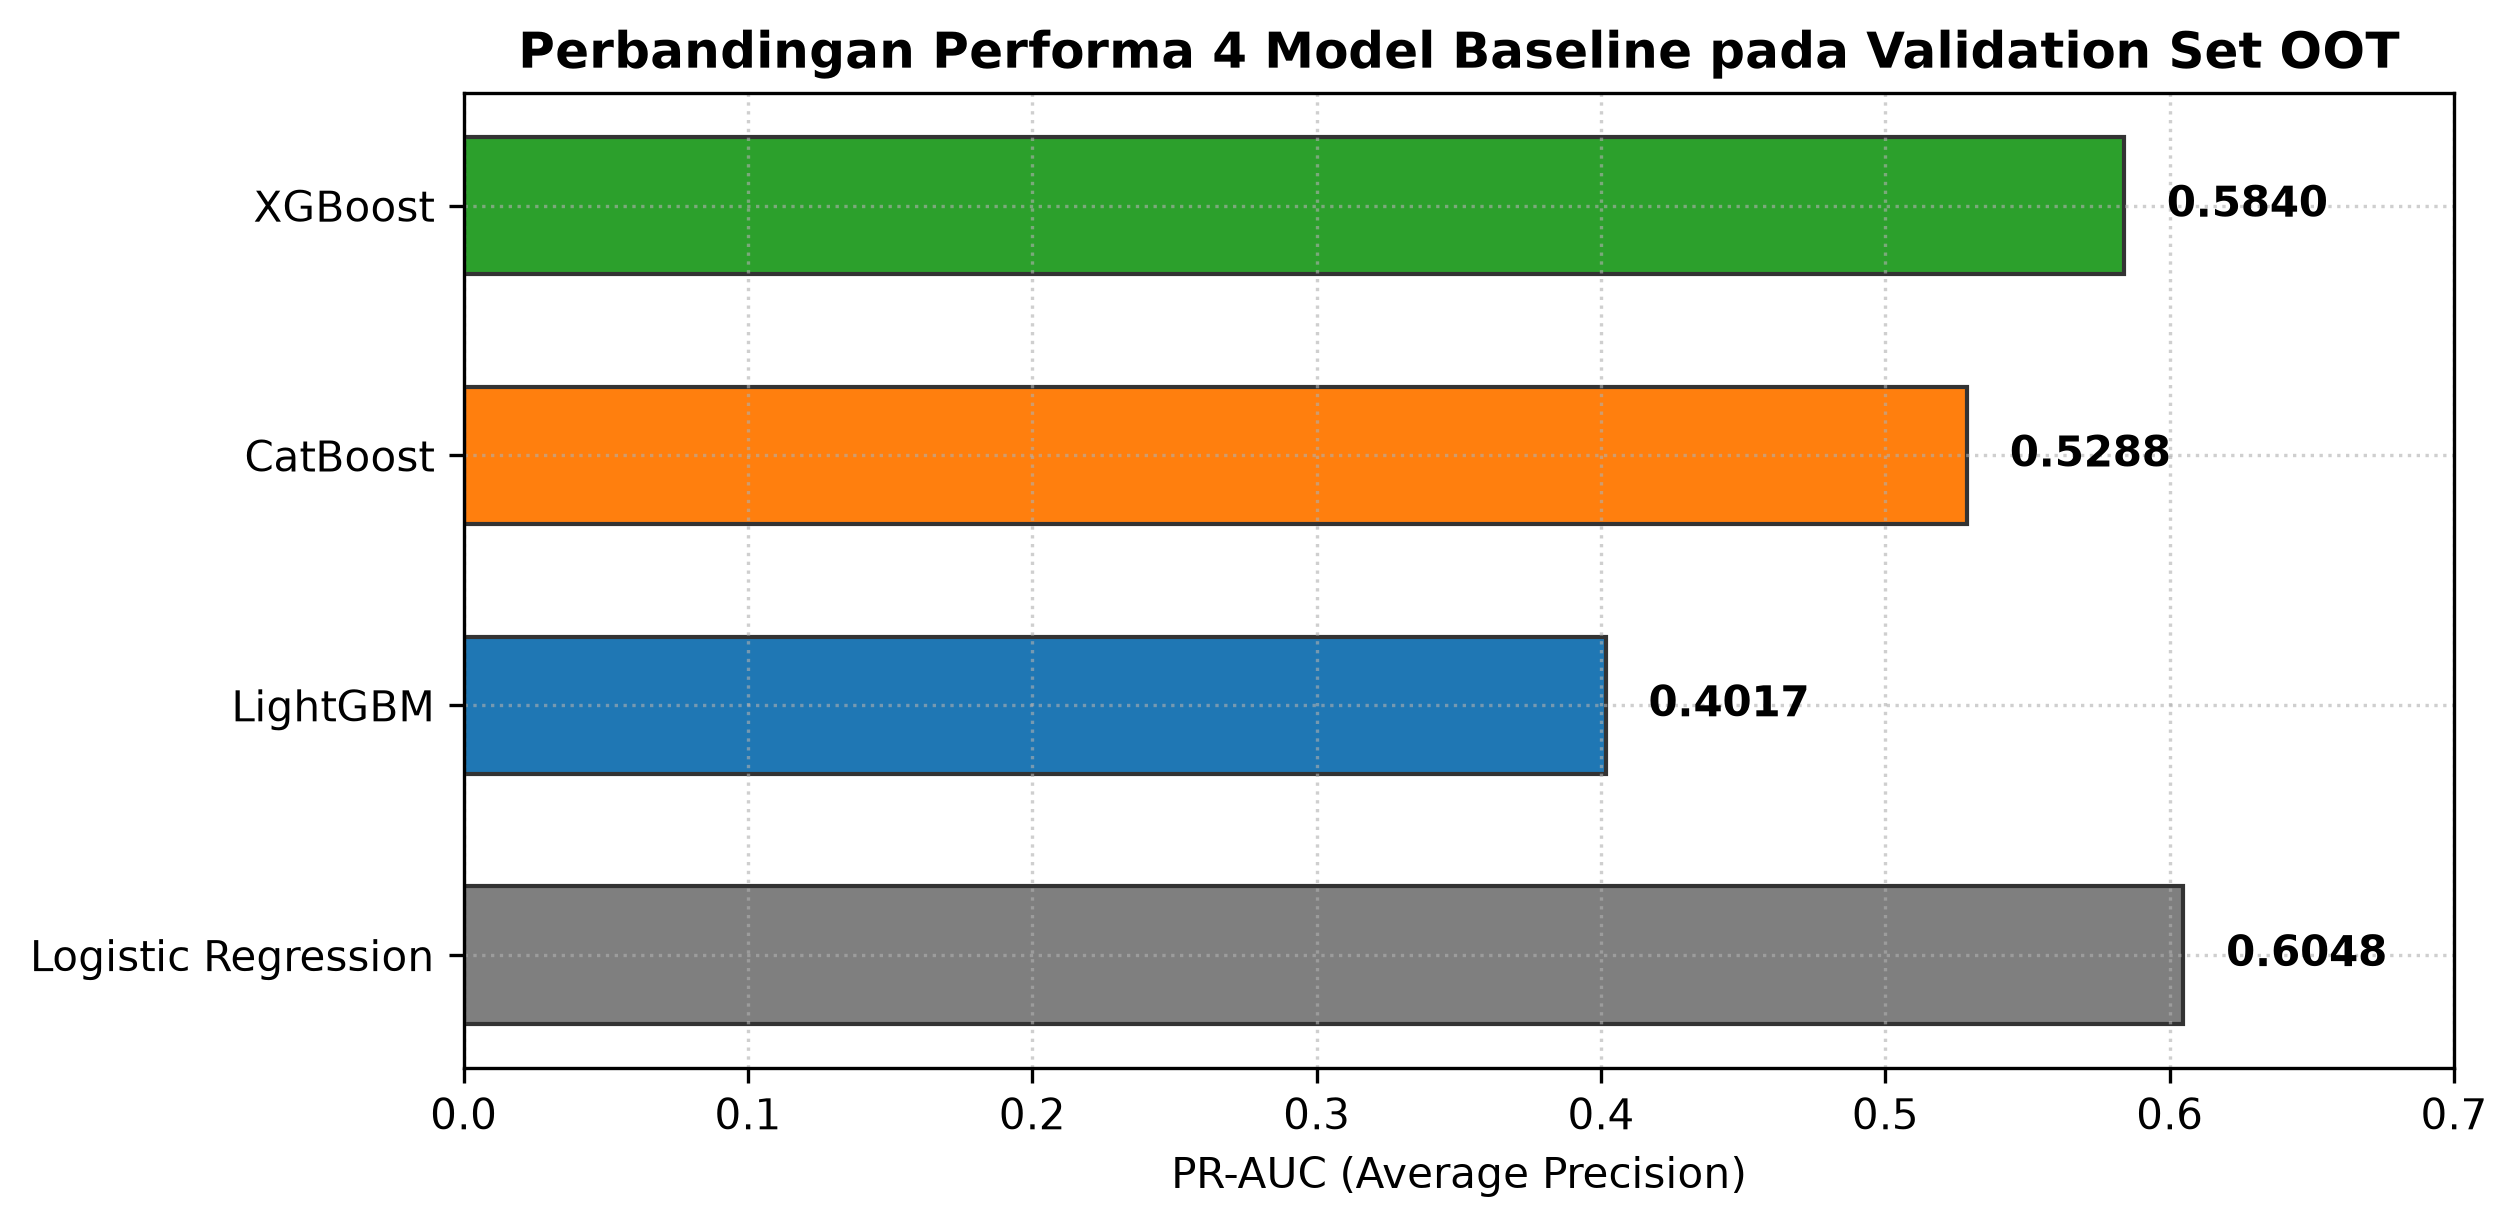 Perbandingan Performa 4 Model Baseline pada Validation Set OOT
XGBoost
0.5840
CatBoost
0.5288
LightGBM
0.4017
Logistic Regression
0.6048
0.0 0.1 0.2 0.3 0.4 0.5 0.6 0.7
PR-AUC (Average Precision)